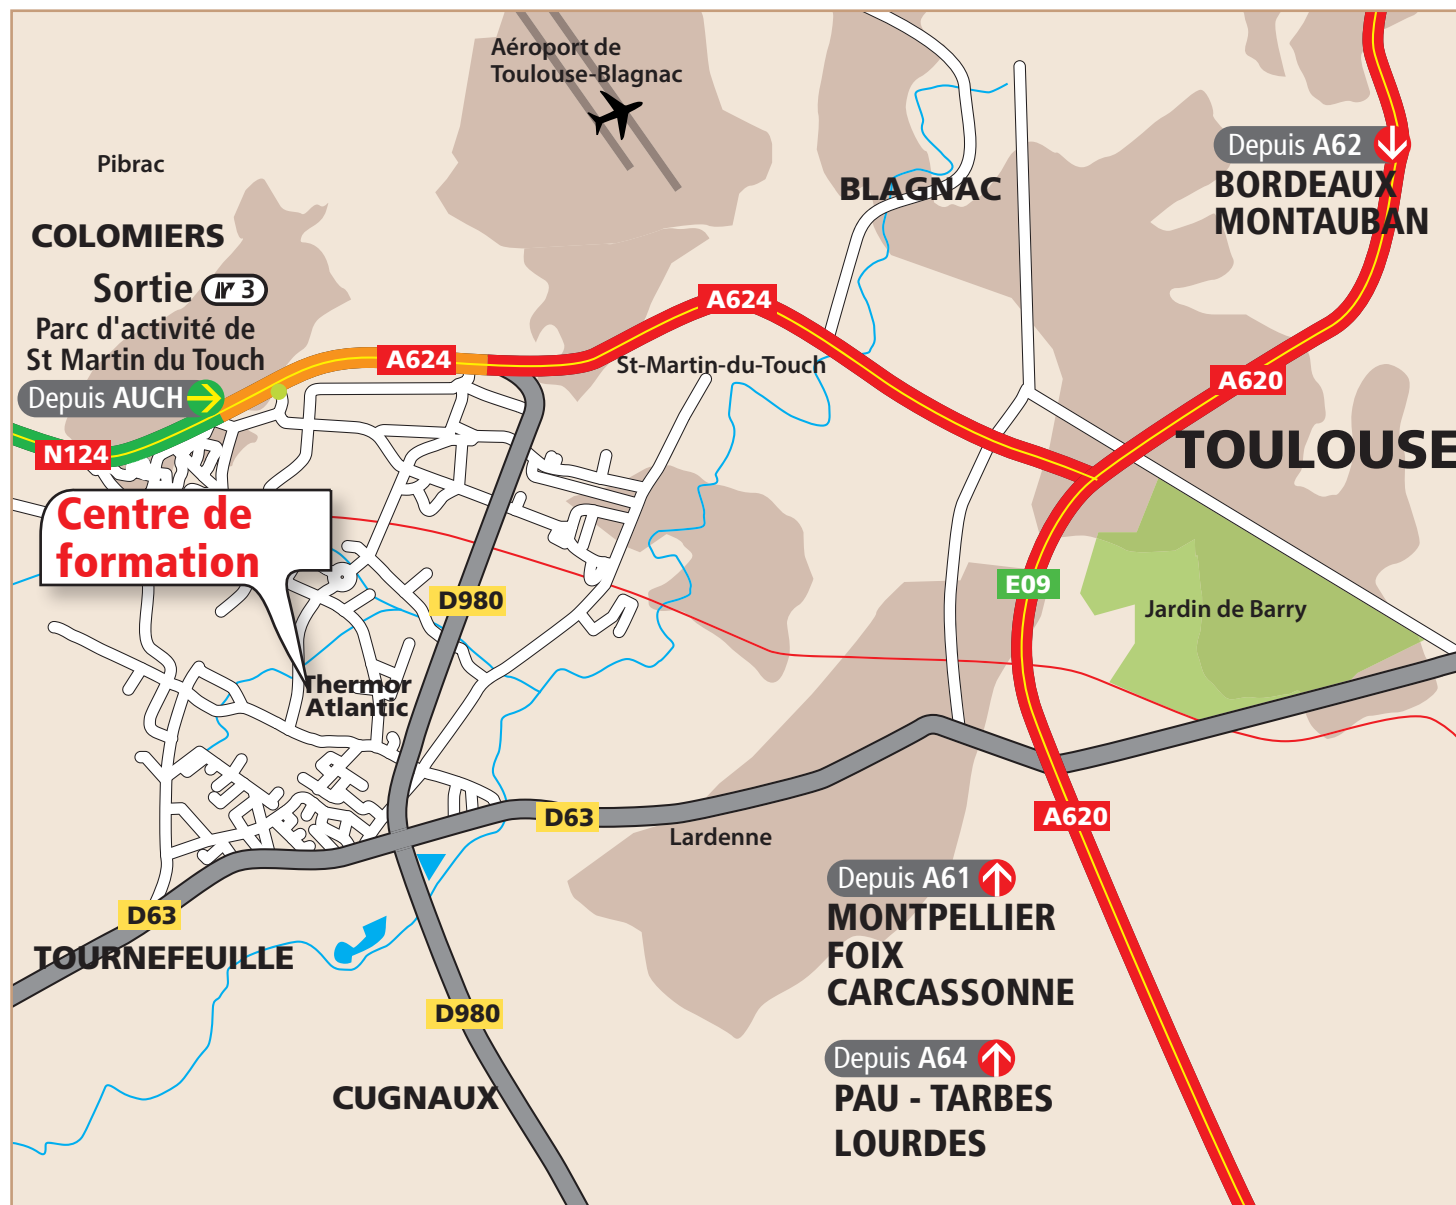 Aéroport de
Toulouse-Blagnac
Pibrac
Depuis A62
BLAGNAC
BORDEAUX
MONTAUBAN
COLOMIERS
Sortie 3
A624
Parc d'activité de
St Martin du Touch
A624
St-Martin-du-Touch
A620
Depuis AUCH
N124
TOULOUSE
Centre de
formation
E09
D980
Jardin de Barry
Thermor
Atlantic
D63
A620
Lardenne
Depuis A61
D63
MONTPELLIER
FOIX
CARCASSONNE
TOURNEFEUILLE
D980
Depuis A64
CUGNAUX
PAU - TARBES
LOURDES